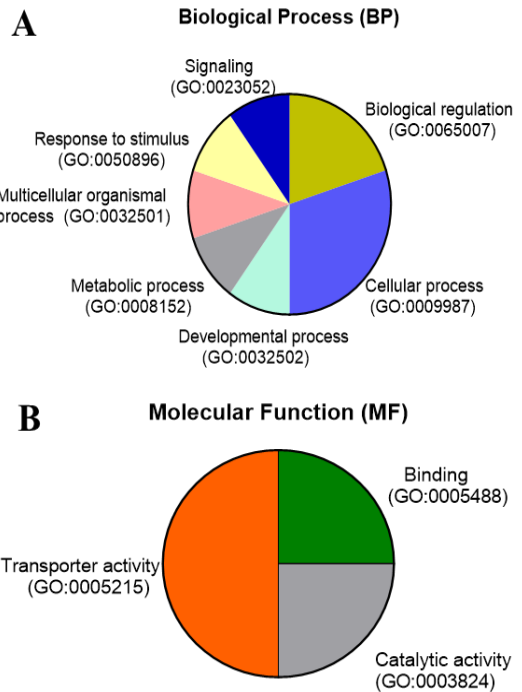 A
Biological Process (BP)
Signaling
(GO:0023052)
Biological regulation
(GO:0065007)
Response to stimulus
(GO:0050896)
Multicellular organismal
process (GO:0032501)
Metabolic process
(GO:0008152)
Cellular process
(GO:0009987)
Developmental process
(GO:0032502)
B
Molecular Function (MF)
Binding
(GO:0005488)
Transporter activity
(GO:0005215)
Catalytic activity
(GO:0003824)